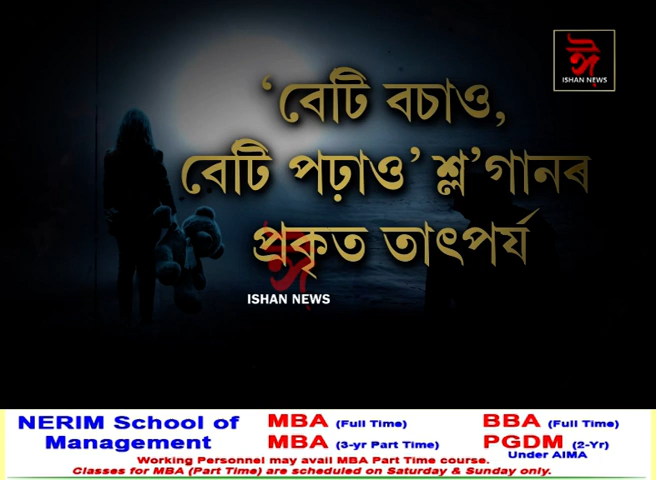 ঈ
ISHAN NEWS
‘বেটি বচাও,
বেটি পঢ়াও’ শ্ল’গানৰ
প্ৰকৃত তাৎপৰ্য
ঈ
ISHAN NEWS
NERIM School of Management
MBA (Full Time)
BBA (Full Time)
MBA (3-yr Part Time)
PGDM (2-Yr)
Under AIMA
Working Personnel may avail MBA Part Time course.
Classes for MBA (Part Time) are scheduled on Saturday & Sunday only.